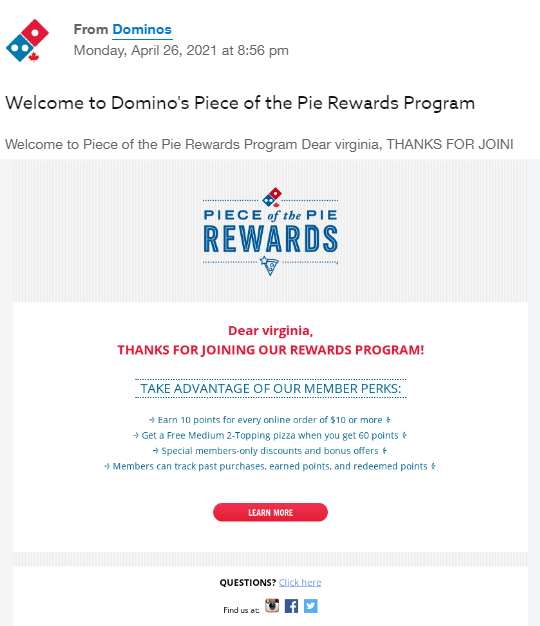 From Dominos
Monday, April 26, 2021 at 8:56 pm
Welcome to Domino's Piece of the Pie Rewards Program
Welcome to Piece of the Pie Rewards Program Dear virginia, THANKS FOR JOINI
PIECE of the PIE
REWARDS
Dear virginia,
THANKS FOR JOINING OUR REWARDS PROGRAM!
TAKE ADVANTAGE OF OUR MEMBER PERKS:
Earn 10 points for every online order of $10 or more
Get a Free Medium 2-Topping pizza when you get 60 points
Special members-only discounts and bonus offers
Members can track past purchases, earned points, and redeemed points
LEARN MORE
QUESTIONS? Click here
Find us at: